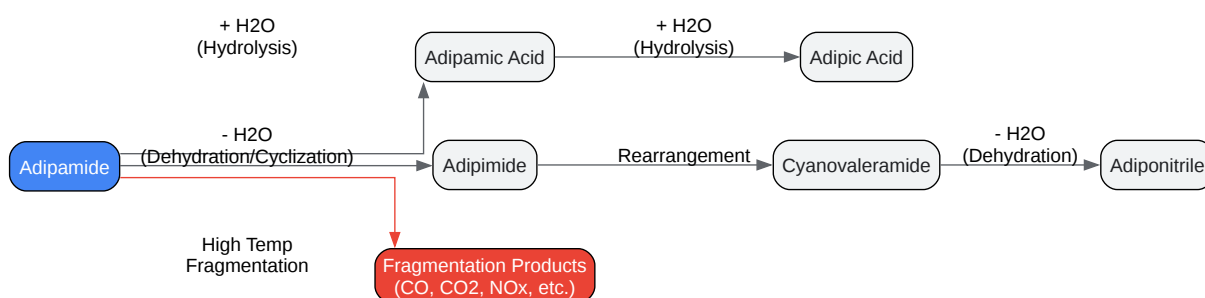 + H2O
(Hydrolysis)
+ H2O
(Hydrolysis)
Adipamic Acid
Adipic Acid
- H2O
(Dehydration/Cyclization)
- H2O
(Dehydration)
Adipamide
Adipimide
Rearrangement
Cyanovaleramide
Adiponitrile
High Temp
Fragmentation
Fragmentation Products
(CO, CO2, NOx, etc.)